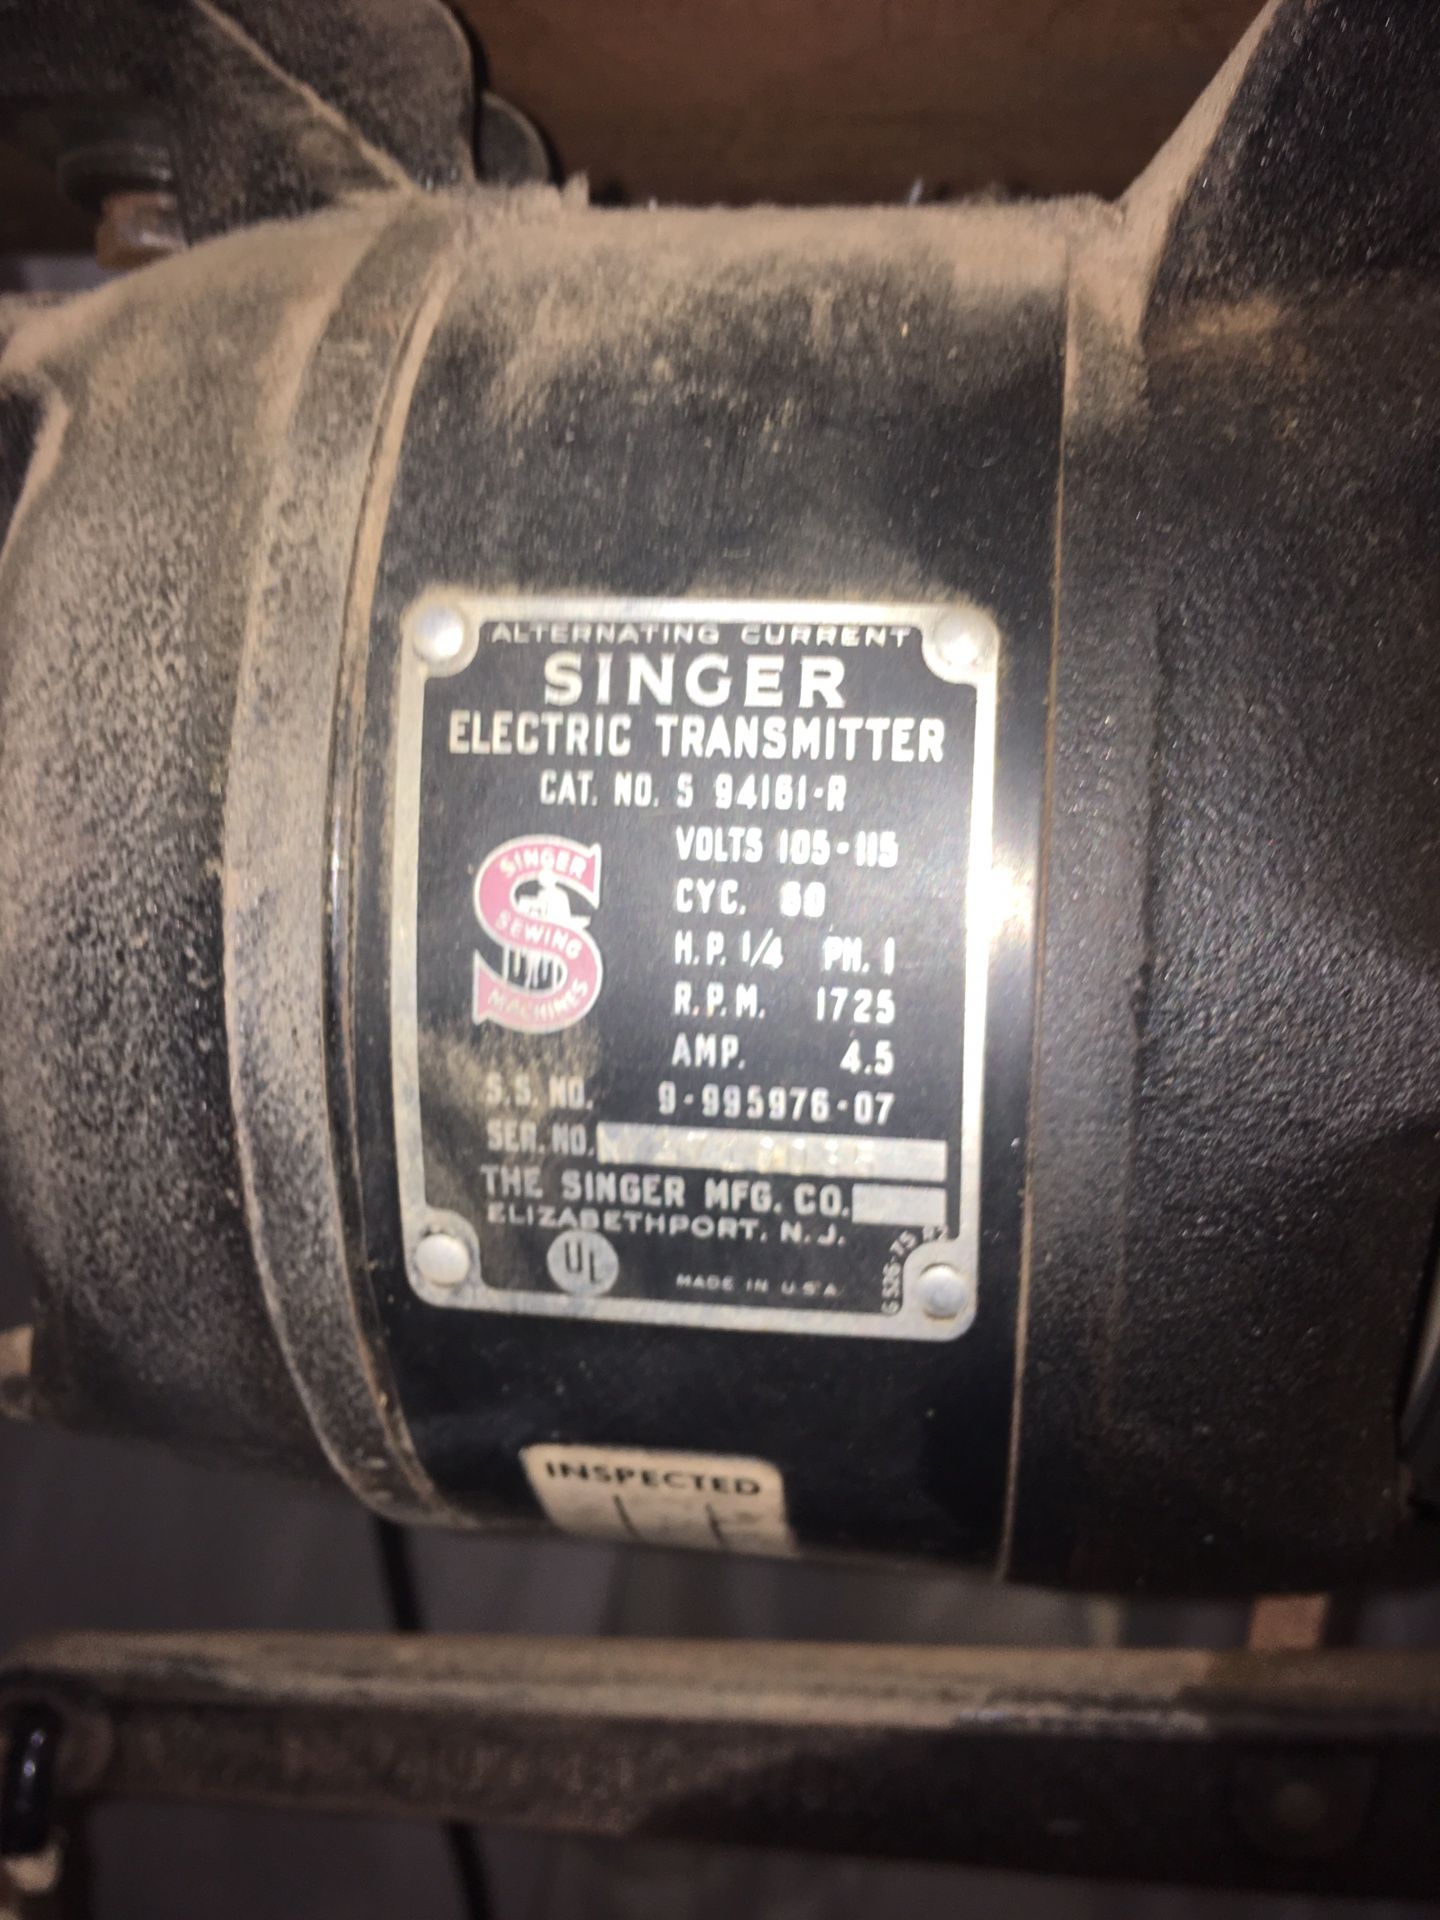 ALTERNATING CURRENT
SINGER
ELECTRIC TRANSMITTER
CAT. NO. S 94161-R
VOLTS 105-115
CYC. 60
H.P. 1/4 PH. 1
R.P.M. 1725
AMP. 4.5
SINGER
SEWING
MACHINES
S.S. NO. 9-995976-07
SER. NO.
THE SINGER MFG. CO.
ELIZABETHPORT, N. J.
UL
MADE IN U.S.A.
G 526-75
INSPECTED